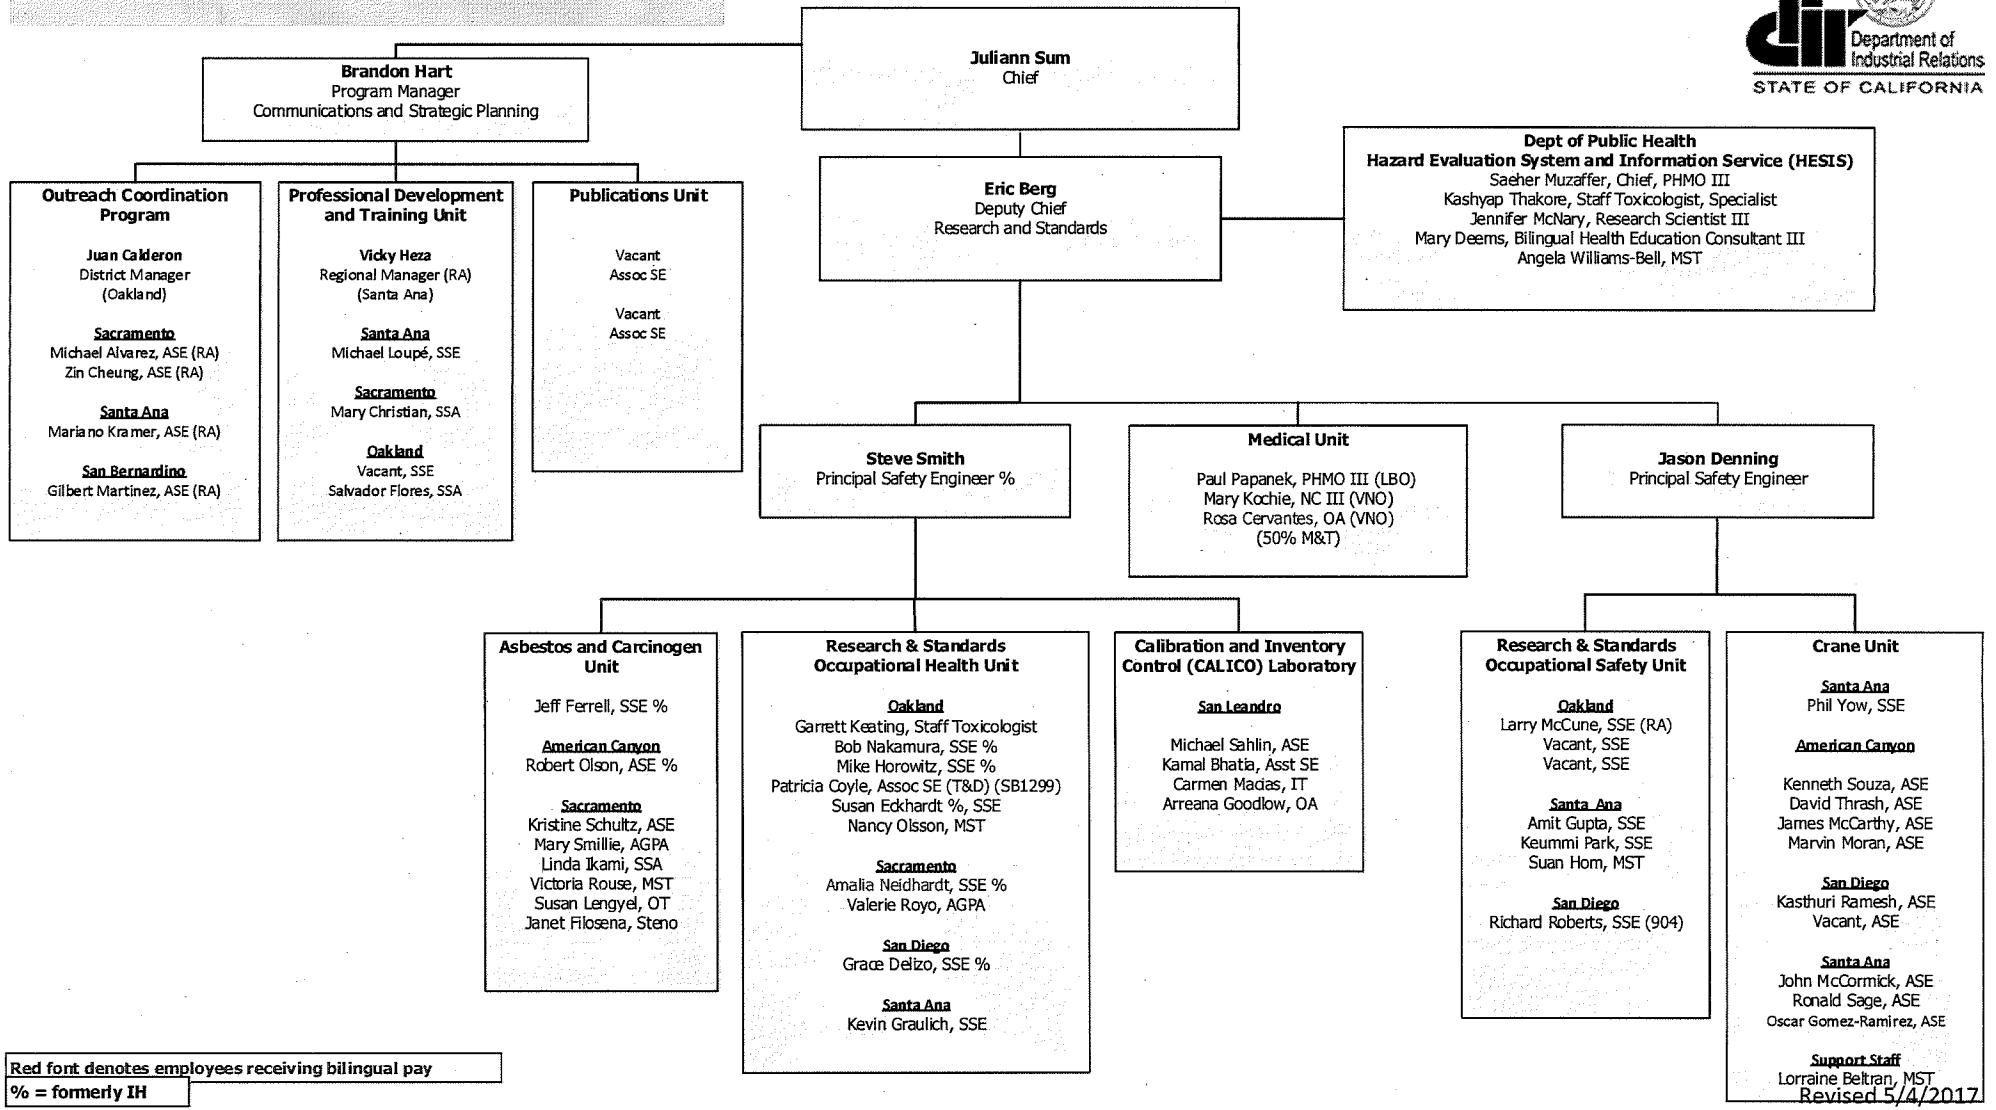 dir
Department of
Industrial Relations
STATE OF CALIFORNIA
Juliann Sum
Chief
Brandon Hart
Program Manager
Communications and Strategic Planning
Eric Berg
Deputy Chief
Research and Standards
Dept of Public Health
Hazard Evaluation System and Information Service (HESIS)
Saeher Muzaffer, Chief, PHMO III
Kashyap Thakore, Staff Toxicologist, Specialist
Jennifer McNary, Research Scientist III
Mary Deems, Bilingual Health Education Consultant III
Angela Williams-Bell, MST
Outreach Coordination
Program
Juan Calderon
District Manager
(Oakland)
Sacramento
Michael Alvarez, ASE (RA)
Zin Cheung, ASE (RA)
Santa Ana
Mariano Kramer, ASE (RA)
San Bernardino
Gilbert Martinez, ASE (RA)
Professional Development
and Training Unit
Vicky Heza
Regional Manager (RA)
(Santa Ana)
Santa Ana
Michael Loupé, SSE
Sacramento
Mary Christian, SSA
Oakland
Vacant, SSE
Salvador Flores, SSA
Publications Unit
Vacant
Assoc SE
Vacant
Assoc SE
Steve Smith
Principal Safety Engineer %
Medical Unit
Paul Papanek, PHMO III (LBO)
Mary Kochie, NC III (VNO)
Rosa Cervantes, OA (VNO)
(50% M&T)
Jason Denning
Principal Safety Engineer
Asbestos and Carcinogen
Unit
Jeff Ferrell, SSE %
American Canyon
Robert Olson, ASE %
Sacramento
Kristine Schultz, ASE
Mary Smillie, AGPA
Linda Ikami, SSA
Victoria Rouse, MST
Susan Lengyel, OT
Janet Filosena, Steno
Research & Standards
Occupational Health Unit
Oakland
Garrett Keating, Staff Toxicologist
Bob Nakamura, SSE %
Mike Horowitz, SSE %
Patricia Coyle, Assoc SE (T&D) (SB1299)
Susan Eckhardt %, SSE
Nancy Olsson, MST
Sacramento
Amalia Neidhardt, SSE %
Valerie Royo, AGPA
San Diego
Grace Delizo, SSE %
Santa Ana
Kevin Graulich, SSE
Calibration and Inventory
Control (CALICO) Laboratory
San Leandro
Michael Sahlin, ASE
Kamal Bhatia, Asst SE
Carmen Macias, IT
Arreana Goodlow, OA
Research & Standards
Occupational Safety Unit
Oakland
Larry McCune, SSE (RA)
Vacant, SSE
Vacant, SSE
Santa Ana
Amit Gupta, SSE
Keummi Park, SSE
Suan Hom, MST
San Diego
Richard Roberts, SSE (904)
Crane Unit
Santa Ana
Phil Yow, SSE
American Canyon
Kenneth Souza, ASE
David Thrash, ASE
James McCarthy, ASE
Marvin Moran, ASE
San Diego
Kasthuri Ramesh, ASE
Vacant, ASE
Santa Ana
John McCormick, ASE
Ronald Sage, ASE
Oscar Gomez-Ramirez, ASE
Support Staff
Lorraine Beltran, MST
Red font denotes employees receiving bilingual pay
% = formerly IH
Revised 5/4/2017